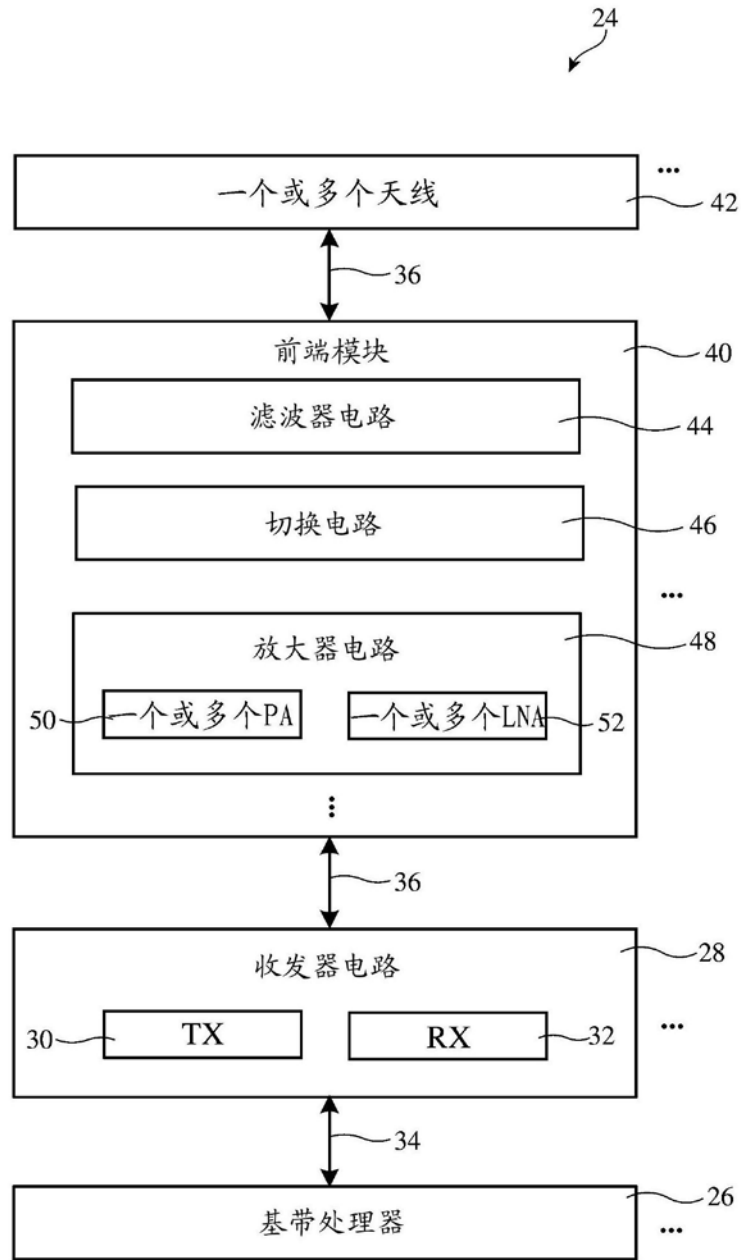 24
...
一个或多个天线
42
36
前端模块
40
滤波器电路
44
切换电路
46
...
放大器电路
48
50
一个或多个PA
一个或多个LNA
52
...
36
收发器电路
28
30
TX
RX
32
...
34
基带处理器
26
...